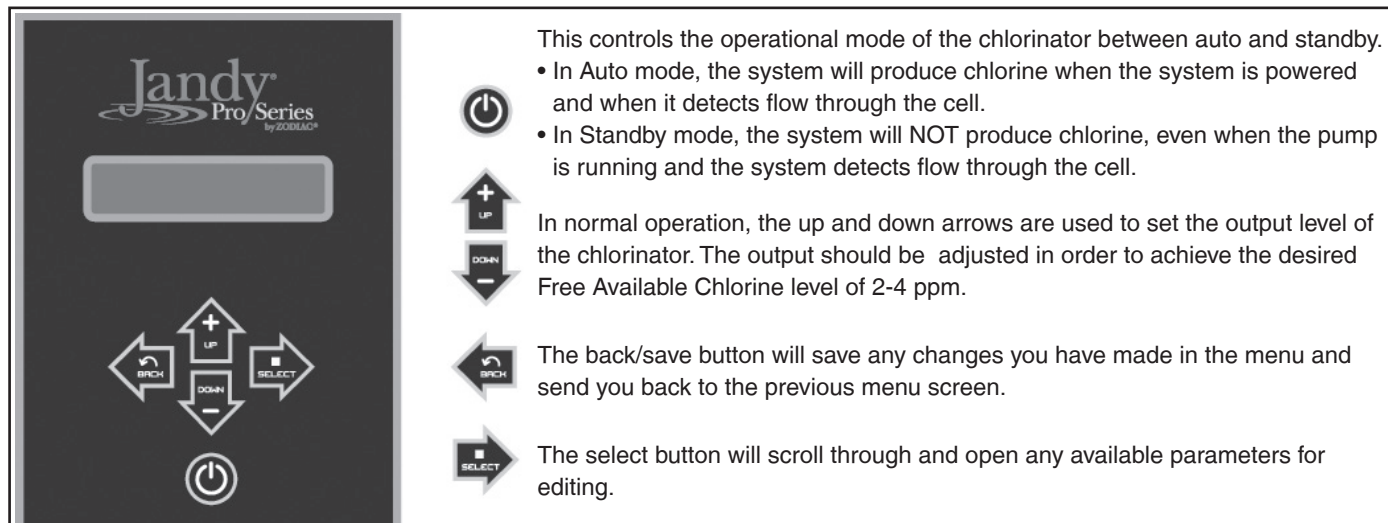 Jandy®
Pro Series
by ZODIAC®
+
UP
BACK
SELECT
DOWN
−
This controls the operational mode of the chlorinator between auto and standby.
• In Auto mode, the system will produce chlorine when the system is powered
and when it detects flow through the cell.
• In Standby mode, the system will NOT produce chlorine, even when the pump
is running and the system detects flow through the cell.
+
UP
DOWN
−
In normal operation, the up and down arrows are used to set the output level of
the chlorinator. The output should be adjusted in order to achieve the desired
Free Available Chlorine level of 2-4 ppm.
BACK
The back/save button will save any changes you have made in the menu and
send you back to the previous menu screen.
SELECT
The select button will scroll through and open any available parameters for
editing.